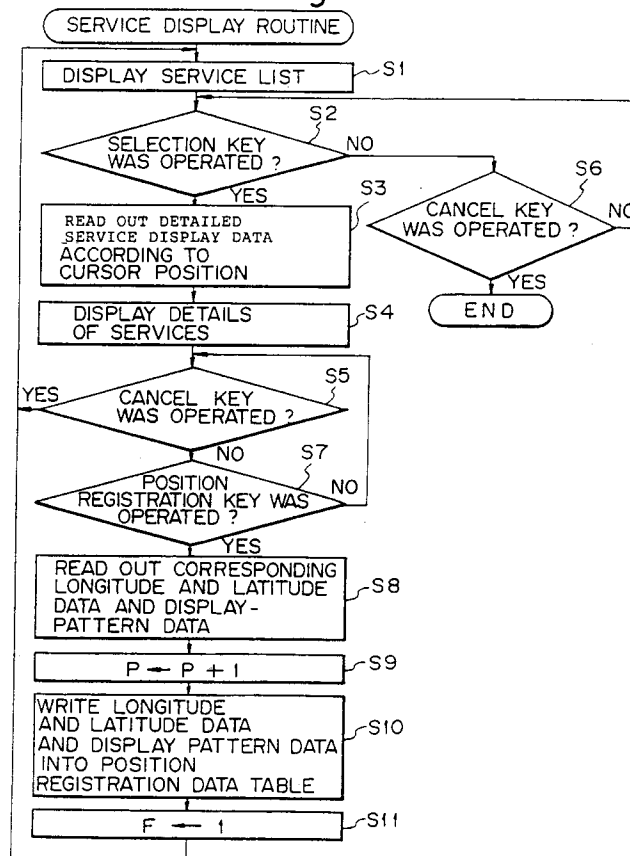 SERVICE DISPLAY ROUTINE
DISPLAY SERVICE LIST
S1
S2
SELECTION KEY
WAS OPERATED ?
NO
YES
S6
CANCEL KEY
WAS OPERATED ?
NO
YES
END
S3
READ OUT DETAILED
SERVICE DISPLAY DATA
ACCORDING TO
CURSOR POSITION
DISPLAY DETAILS
OF SERVICES
S4
S5
YES
CANCEL KEY
WAS OPERATED ?
NO
S7
POSITION
REGISTRATION KEY WAS
OPERATED ?
NO
YES
READ OUT CORRESPONDING
LONGITUDE AND LATITUDE
DATA AND DISPLAY-
PATTERN DATA
S8
P ← P + 1
S9
WRITE LONGITUDE
AND LATITUDE DATA
AND DISPLAY PATTERN DATA
INTO POSITION
REGISTRATION DATA TABLE
S10
F ← 1
S11